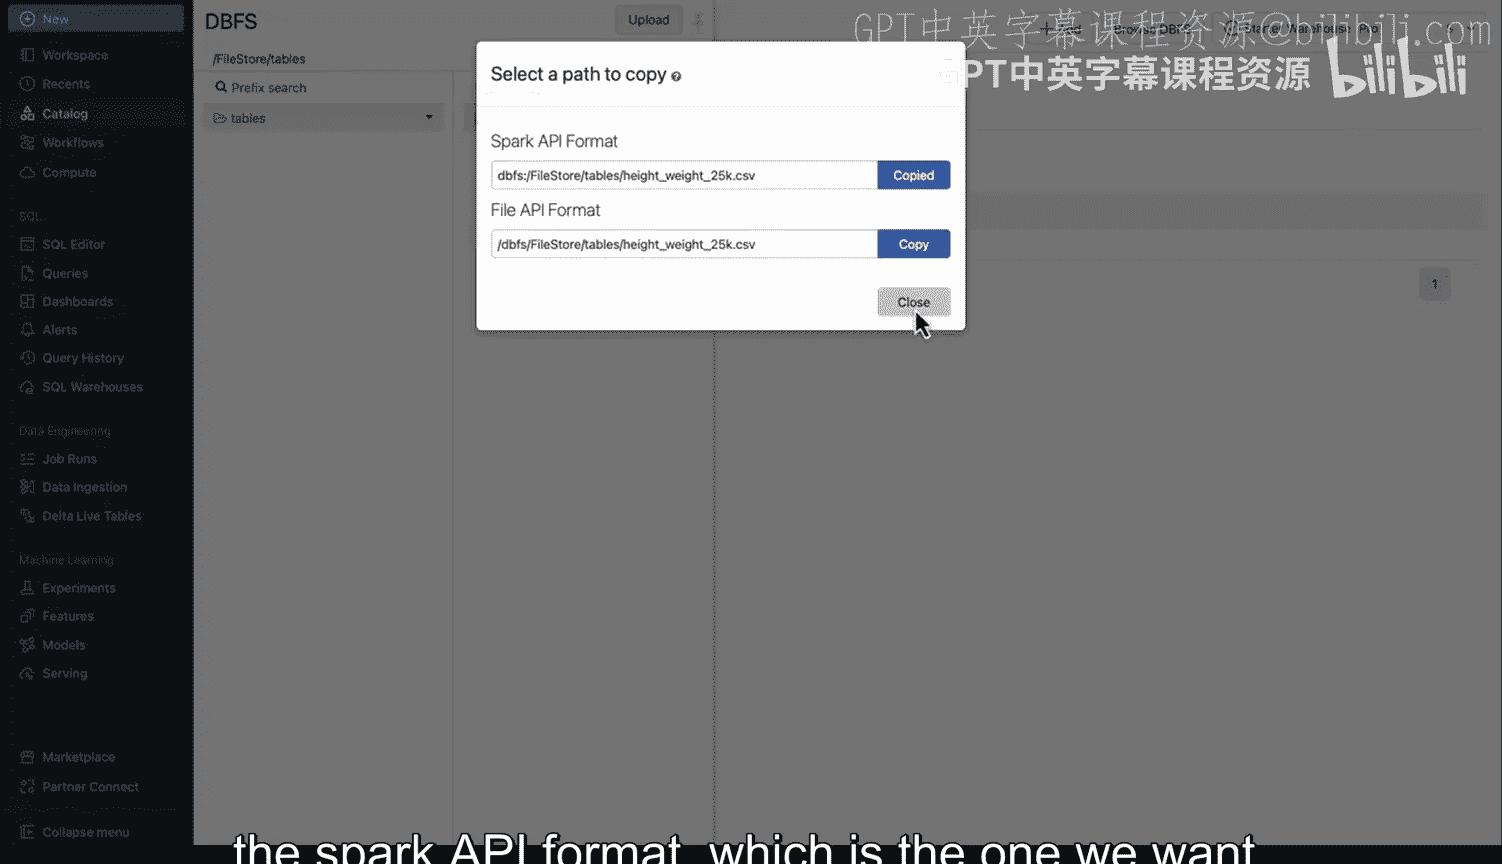 New
DBFS
Upload
GPT中英字幕课程资源@bilibili.com
Workspace
/FileStore/tables
Select a path to copy
PT中英字幕课程资源 bilibili
Recents
Prefix search
Catalog
tables
Workflows
Spark API Format
Compute
dbfs:/FileStore/tables/height_weight_25k.csv
Copied
File API Format
SQL
SQL Editor
/dbfs/FileStore/tables/height_weight_25k.csv
Copy
Queries
1
Dashboards
Close
Alerts
Query History
SQL Warehouses
Data Engineering
Job Runs
Data Ingestion
Delta Live Tables
Machine Learning
Experiments
Features
Models
Serving
Marketplace
Partner Connect
Collapse menu
the spark API format, which is the one we want